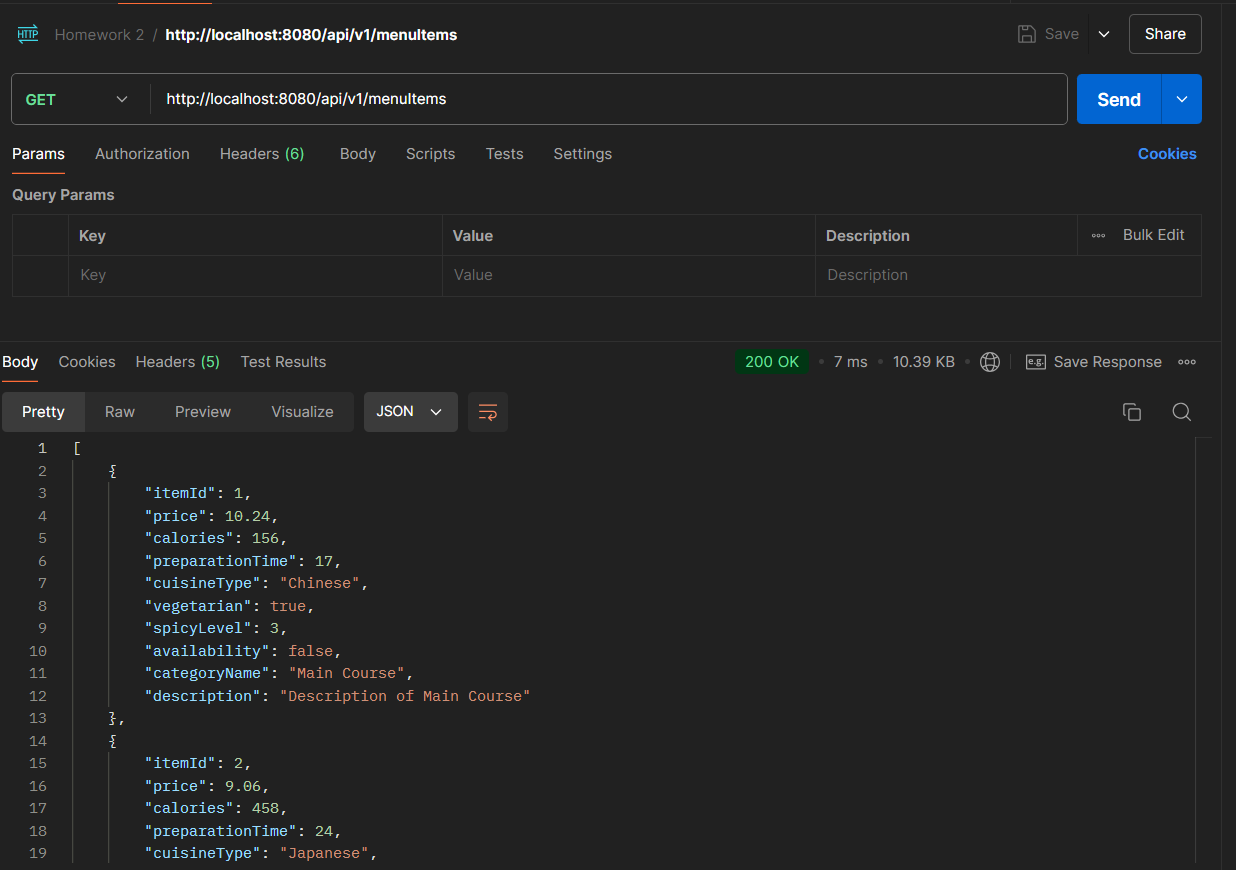 HTTP Homework 2 / http://localhost:8080/api/v1/menuItems Save Share
GET http://localhost:8080/api/v1/menuItems Send
Params Authorization Headers (6) Body Scripts Tests Settings Cookies
Query Params
Key Value Description Bulk Edit
Key Value Description
Body Cookies Headers (5) Test Results 200 OK • 7 ms • 10.39 KB • e.g. Save Response
Pretty Raw Preview Visualize JSON
1 [
2 {
3 "itemId": 1,
4 "price": 10.24,
5 "calories": 156,
6 "preparationTime": 17,
7 "cuisineType": "Chinese",
8 "vegetarian": true,
9 "spicyLevel": 3,
10 "availability": false,
11 "categoryName": "Main Course",
12 "description": "Description of Main Course"
13 },
14 {
15 "itemId": 2,
16 "price": 9.06,
17 "calories": 458,
18 "preparationTime": 24,
19 "cuisineType": "Japanese",